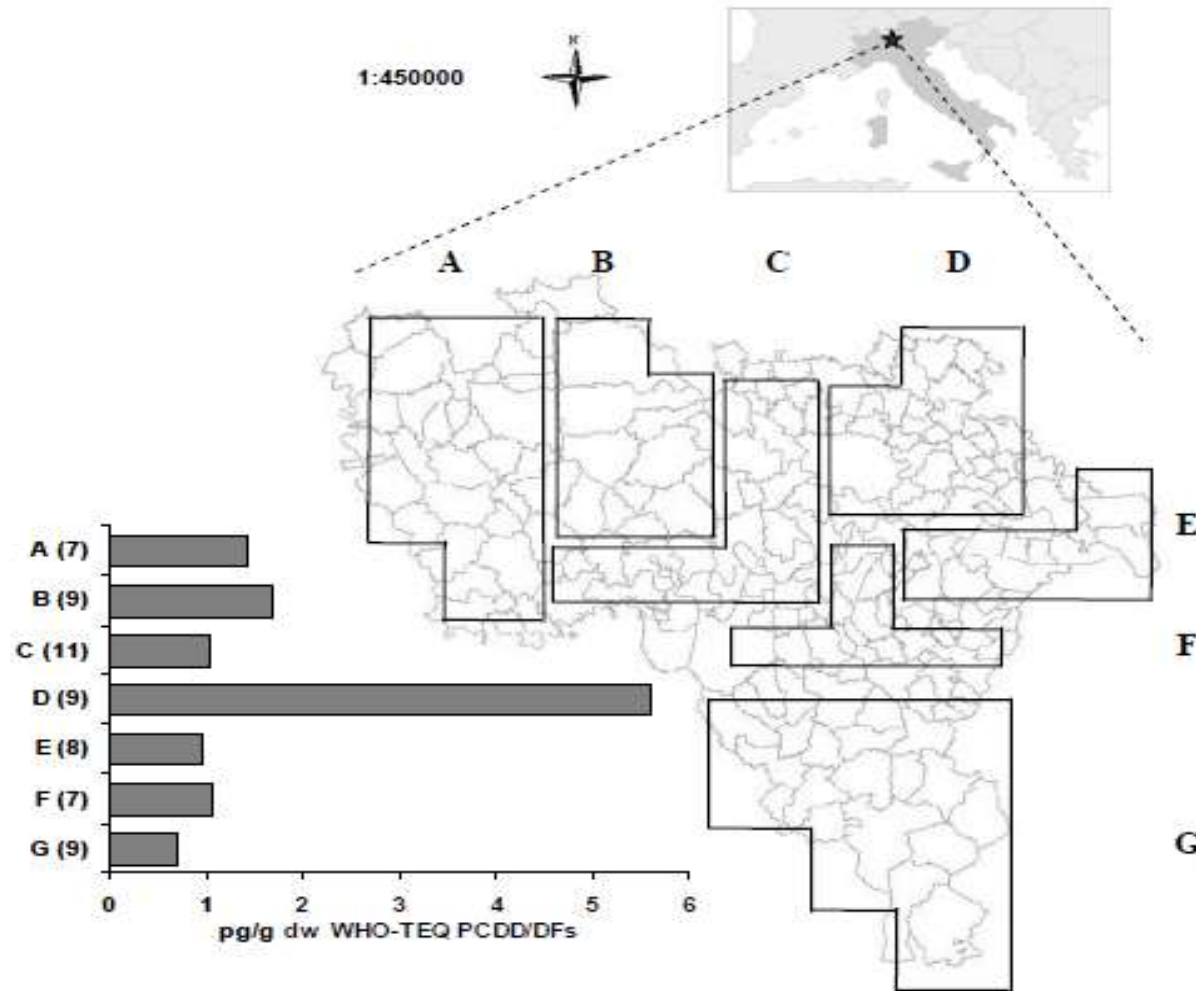 N
1:450000
A B C D
E
F
G
A (7)
B (9)
C (11)
D (9)
E (8)
F (7)
G (9)
0 1 2 3 4 5 6
pg/g dw WHO-TEQ PCDD/DFs